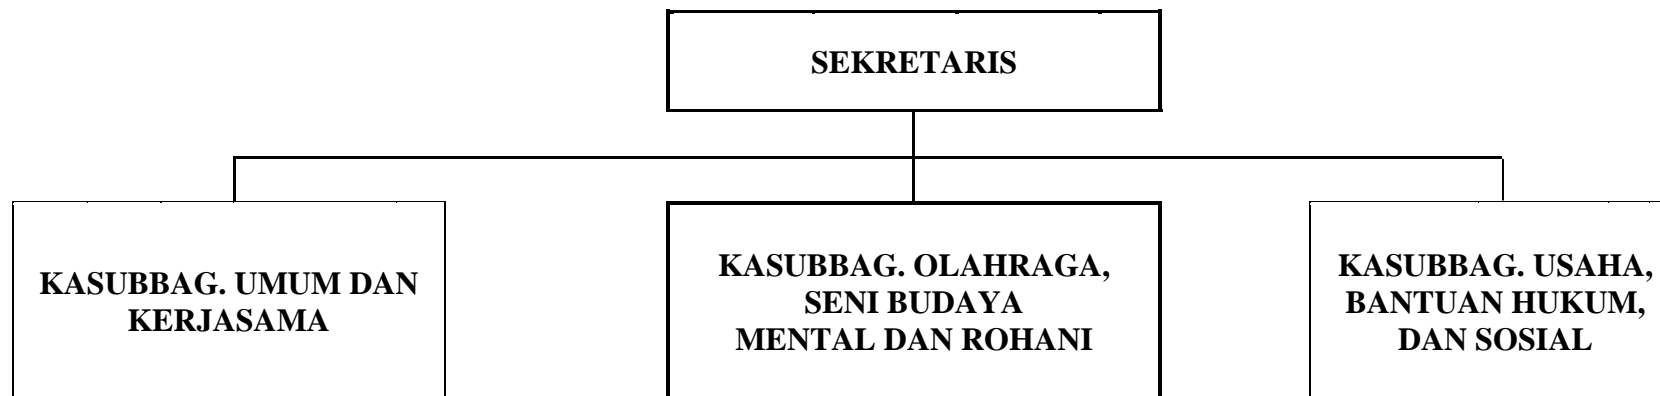 SEKRETARIS
KASUBBAG. UMUM DAN
KERJASAMA
KASUBBAG. OLAHRAGA,
SENI BUDAYA
MENTAL DAN ROHANI
KASUBBAG. USAHA,
BANTUAN HUKUM,
DAN SOSIAL